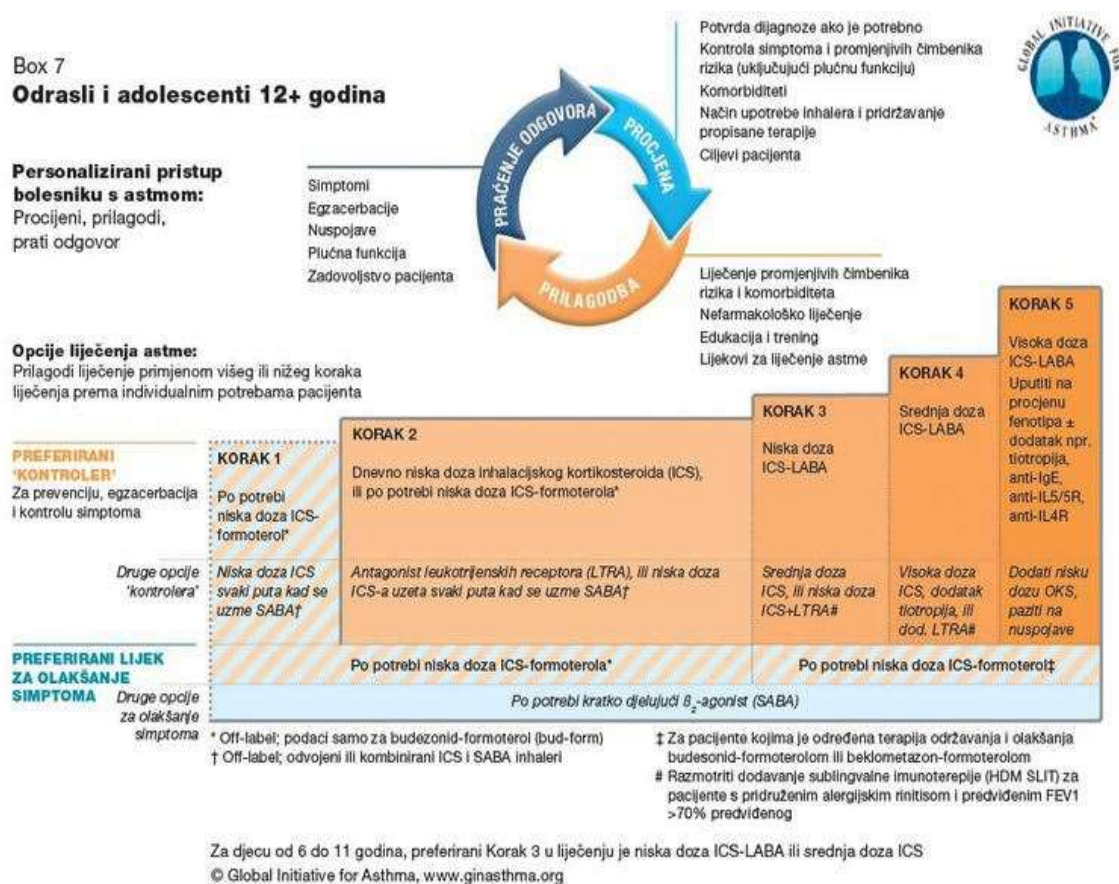 Box 7
Odrasli i adolescenti 12+ godina
Personalizirani pristup
bolesniku s astmom:
Procijeni, prilagodi,
prati odgovor
Simptomi
Egzacerbacije
Nuspojave
Plućna funkcija
Zadovoljstvo pacijenta
PRAĆENJE ODGOVORA
PROCJENA
PRILAGODBA
Potvrda dijagnoze ako je potrebno
Kontrola simptoma i promjenjivih čimbenika
rizika (uključujući plućnu funkciju)
Komorbiditeti
Način upotrebe inhalera i pridržavanje
propisane terapije
Ciljevi pacijenta
GLOBAL INITIATIVE FOR
ASTHMA
Liječenje promjenjivih čimbenika
rizika i komorbiditeta
Nefarmakološko liječenje
Edukacija i trening
Lijekovi za liječenje astme
Opcije liječenja astme:
Prilagodi liječenje primjenom višeg ili nižeg koraka
liječenja prema individualnim potrebama pacijenta
PREFERIRANI
'KONTROLER'
Za prevenciju, egzacerbacija
i kontrolu simptoma
KORAK 1
Po potrebi
niska doza ICS-
formoterol*
KORAK 2
Dnevno niska doza inhalacijskog kortikosteroida (ICS),
ili po potrebi niska doza ICS-formoterola*
KORAK 3
Niska doza
ICS-LABA
KORAK 4
Srednja doza
ICS-LABA
KORAK 5
Visoka doza
ICS-LABA
Uputiti na
procjenu
fenotipa ±
dodatak npr.
tiotropija,
anti-IgE,
anti-IL5/5R,
anti-IL4R
Druge opcije
'kontrolera'
Niska doza ICS
svaki puta kad se
uzme SABA†
Antagonist leukotrijenskih receptora (LTRA), ili niska doza
ICS-a uzeta svaki puta kad se uzme SABA†
Srednja doza
ICS, ili niska doza
ICS+LTRA#
Visoka doza
ICS, dodatak
tiotropija, ili
dod. LTRA#
Dodati nisku
dozu OKS,
paziti na
nuspojave
PREFERIRANI LIJEK
ZA OLAKŠANJE
SIMPTOMA
Po potrebi niska doza ICS-formoterola*
Po potrebi niska doza ICS-formoterol‡
Druge opcije
za olakšanje
simptoma
Po potrebi kratko djelujući ß₂-agonist (SABA)
* Off-label; podaci samo za budezonid-formoterol (bud-form)
† Off-label; odvojeni ili kombinirani ICS i SABA inhaleri
‡ Za pacijente kojima je određena terapija održavanja i olakšanja
budesonid-formoterolom ili beklometazon-formoterolom
# Razmotriti dodavanje sublingvalne imunoterepije (HDM SLIT) za
pacijente s pridruženim alergijskim rinitisom i predviđenim FEV1
>70% predviđenog
Za djecu od 6 do 11 godina, preferirani Korak 3 u liječenju je niska doza ICS-LABA ili srednja doza ICS
© Global Initiative for Asthma, www.ginasthma.org